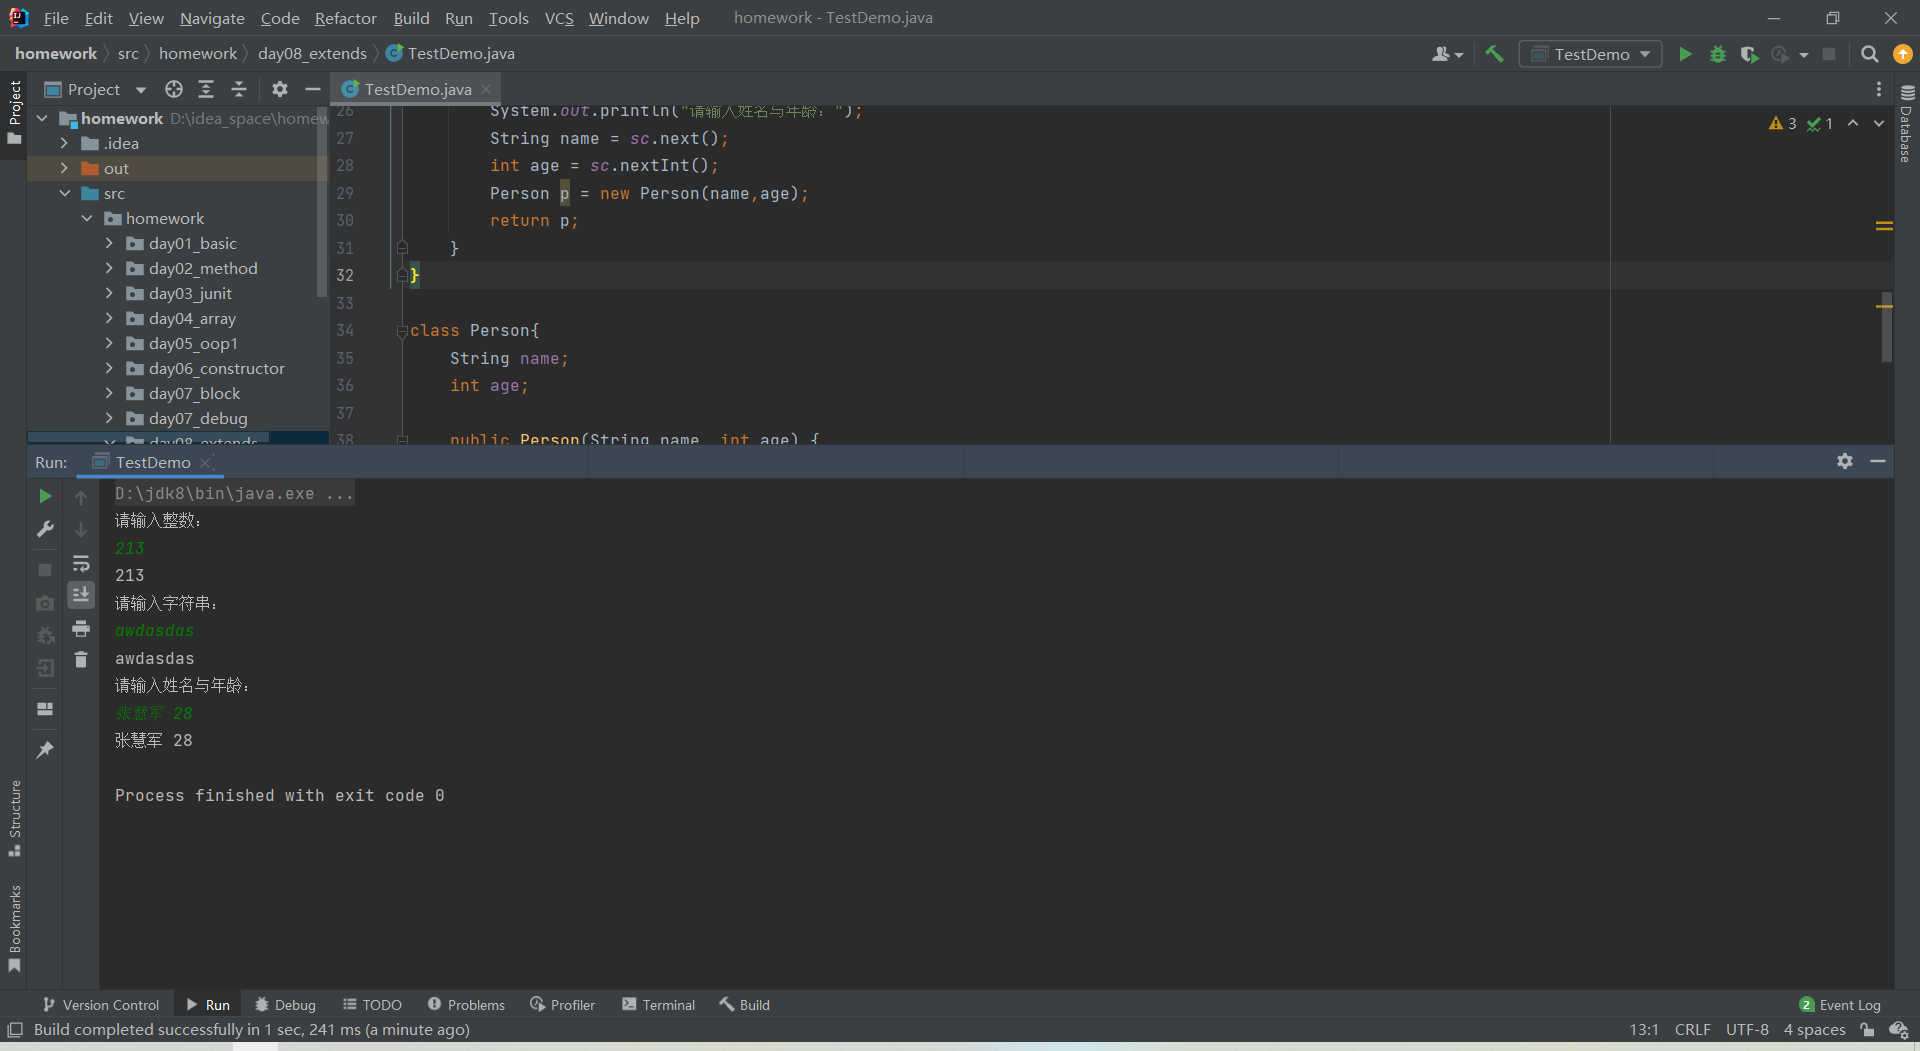 File Edit View Navigate Code Refactor Build Run Tools VCS Window Help homework - TestDemo.java
homework src homework day08_extends TestDemo.java
TestDemo
Project
Project
TestDemo.java
homework D:\idea_space\homew
.idea
out
src
homework
day01_basic
day02_method
day03_junit
day04_array
day05_oop1
day06_constructor
day07_block
day07_debug
day08_extends
26 System.out.println("请输入姓名与年龄：");
27 String name = sc.next();
28 int age = sc.nextInt();
29 Person p = new Person(name,age);
30 return p;
31 }
32 }
33
34 class Person{
35 String name;
36 int age;
37
38 public Person(String name, int age) {
3 1
Database
Run: TestDemo
D:\jdk8\bin\java.exe ...
请输入整数：
213
213
请输入字符串：
awdasdas
awdasdas
请输入姓名与年龄：
张慧军 28
张慧军 28
Process finished with exit code 0
Structure
Bookmarks
Version Control Run Debug TODO Problems Profiler Terminal Build 2 Event Log
Build completed successfully in 1 sec, 241 ms (a minute ago) 13:1 CRLF UTF-8 4 spaces